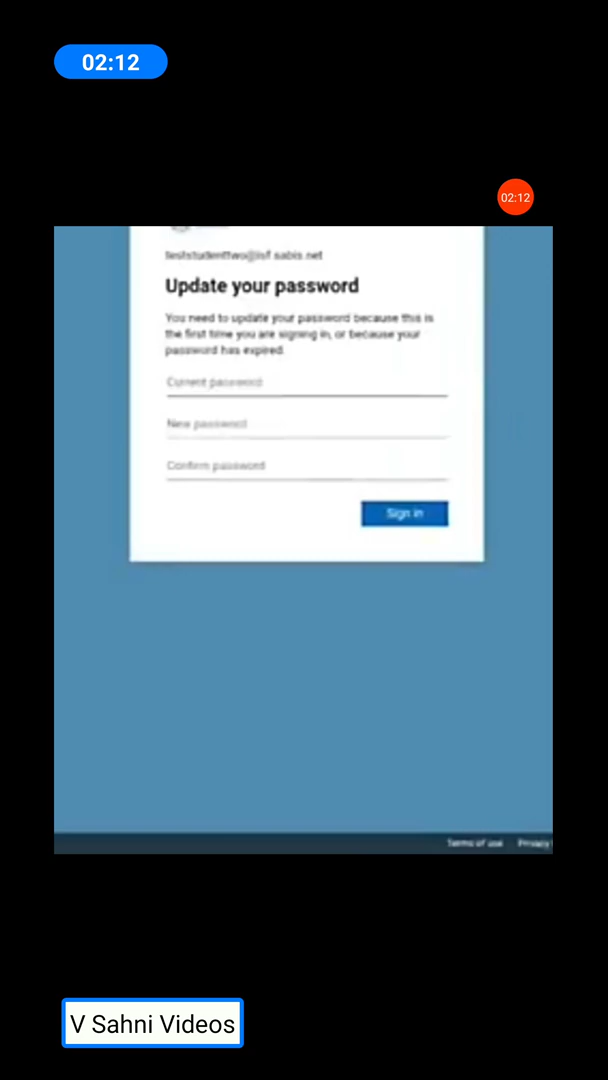 02:12
02:12
teststudenttwo@isf.sabis.net
Update your password
You need to update your password because this is
the first time you are signing in, or because your
password has expired.
Current password
New password
Confirm password
Sign in
Terms of use Privacy
V Sahni Videos